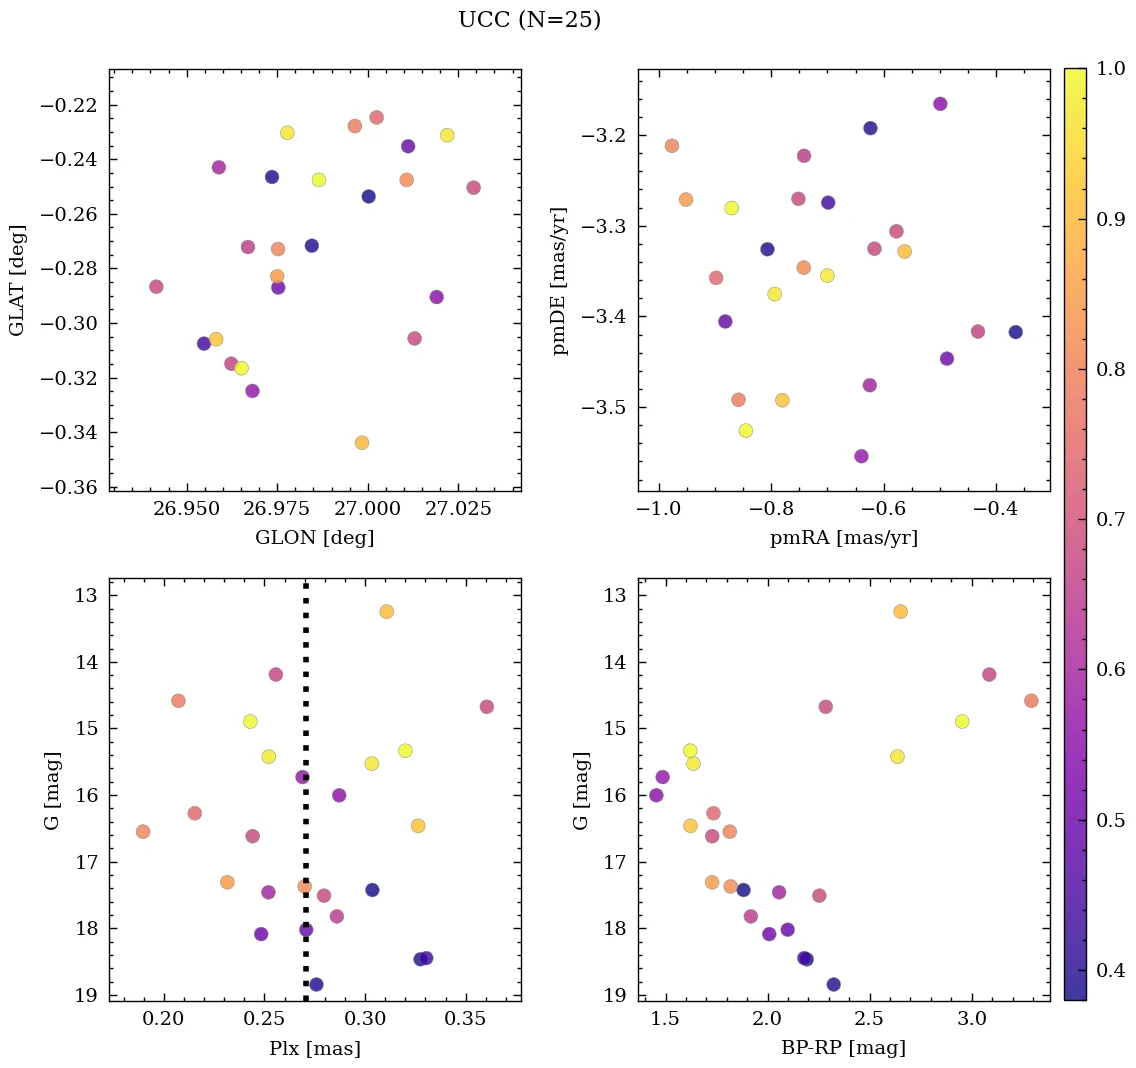 UCC (N=25)
−0.22
−0.24
−0.26
−0.28
−0.30
−0.32
−0.34
−0.36
GLAT [deg]
26.950 26.975 27.000 27.025
GLON [deg]
−3.2
−3.3
−3.4
−3.5
pmDE [mas/yr]
−1.0 −0.8 −0.6 −0.4
pmRA [mas/yr]
13
14
15
16
17
18
19
G [mag]
0.20 0.25 0.30 0.35
Plx [mas]
13
14
15
16
17
18
19
G [mag]
1.5 2.0 2.5 3.0
BP-RP [mag]
1.0
0.9
0.8
0.7
0.6
0.5
0.4